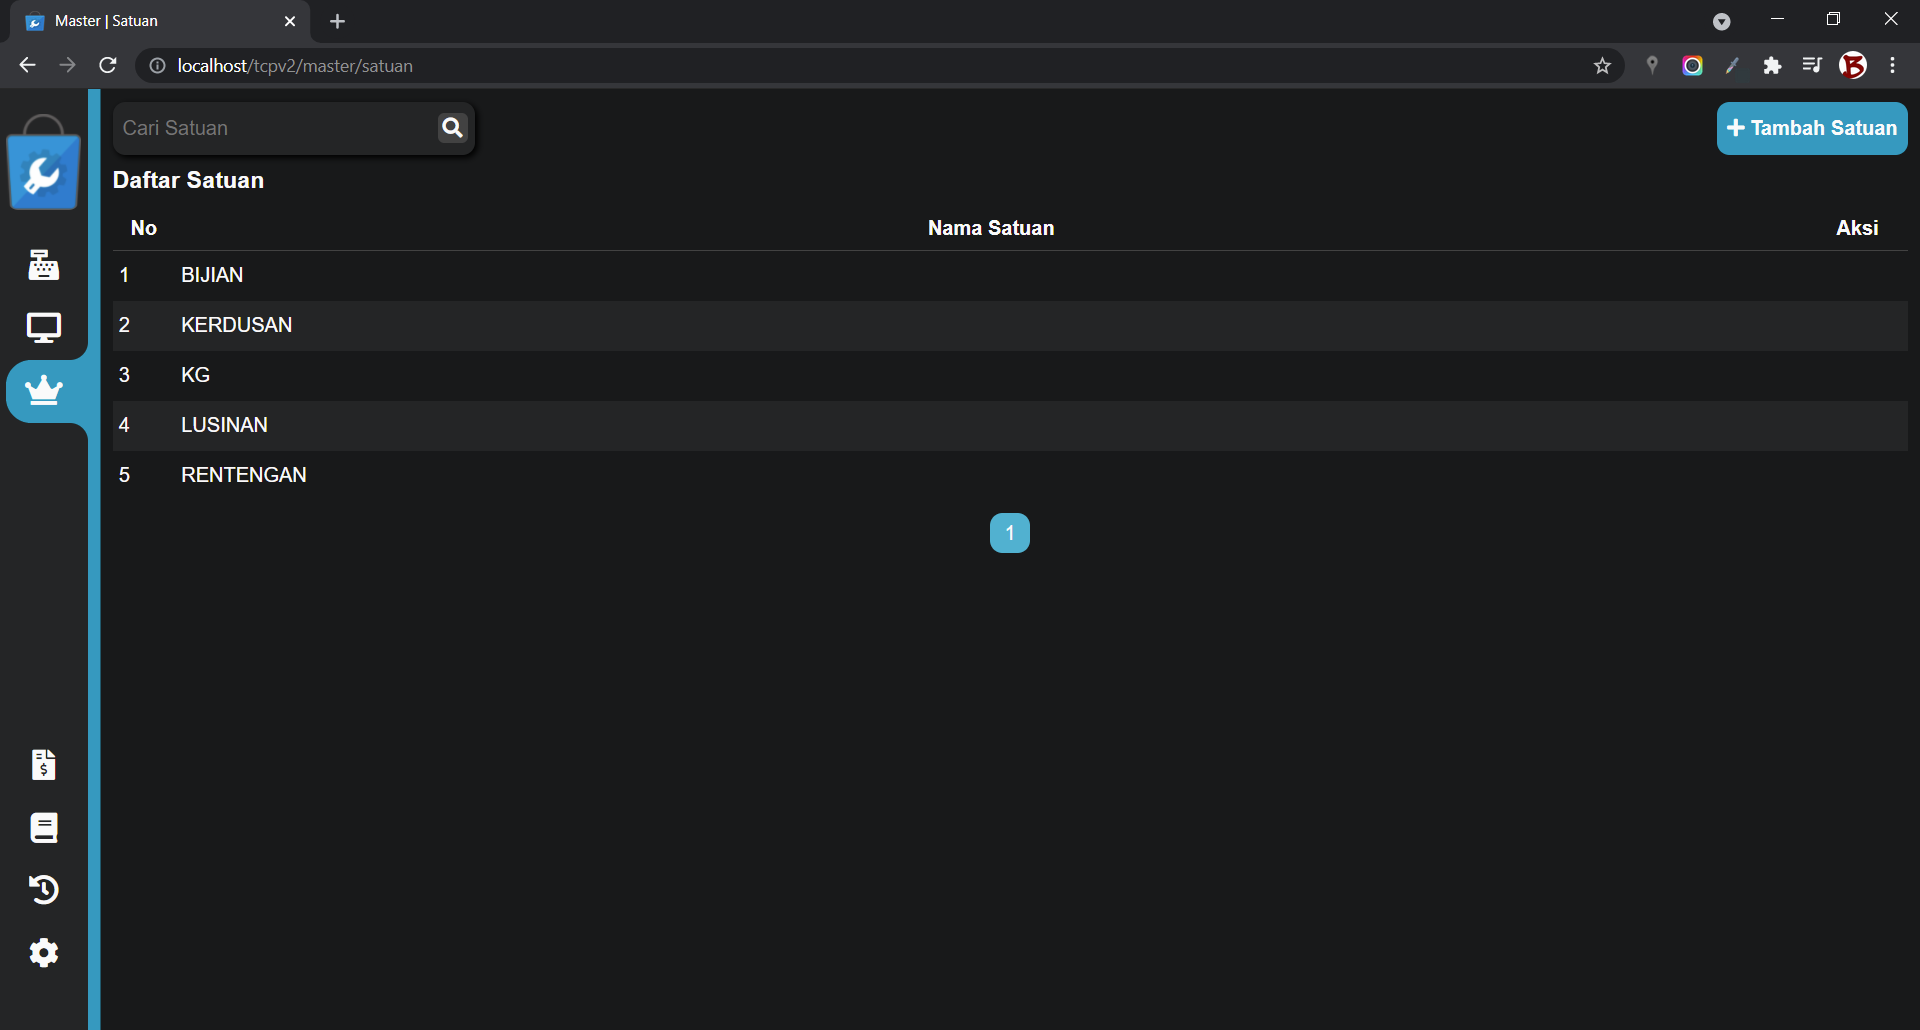 Master | Satuan
localhost/tcpv2/master/satuan
Cari Satuan
+ Tambah Satuan
Daftar Satuan
No Nama Satuan Aksi
1 BIJIAN
2 KERDUSAN
3 KG
4 LUSINAN
5 RENTENGAN
1